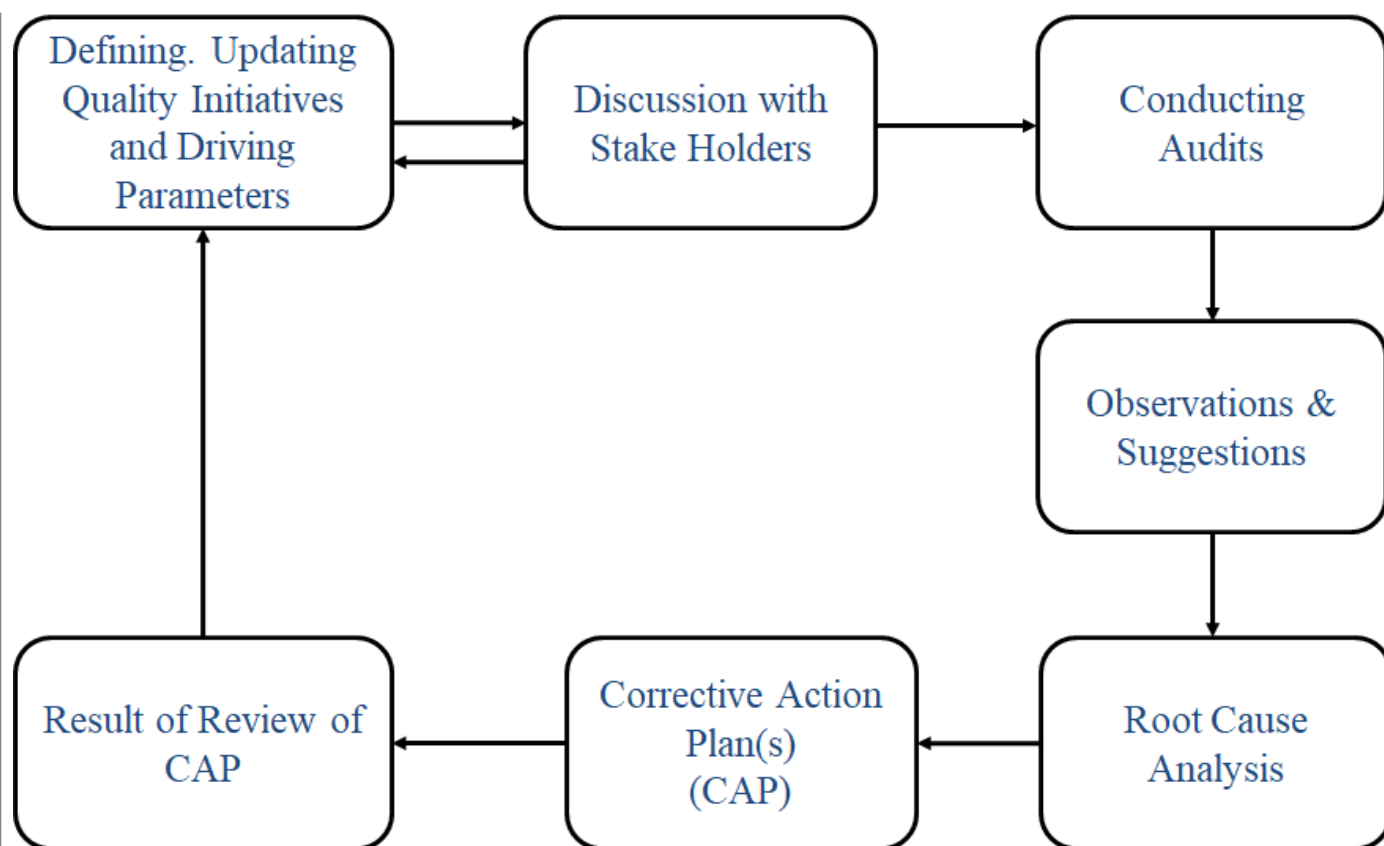 Defining. Updating
Quality Initiatives
and Driving
Parameters
Discussion with
Stake Holders
Conducting
Audits
Observations &
Suggestions
Root Cause
Analysis
Corrective Action
Plan(s)
(CAP)
Result of Review of
CAP